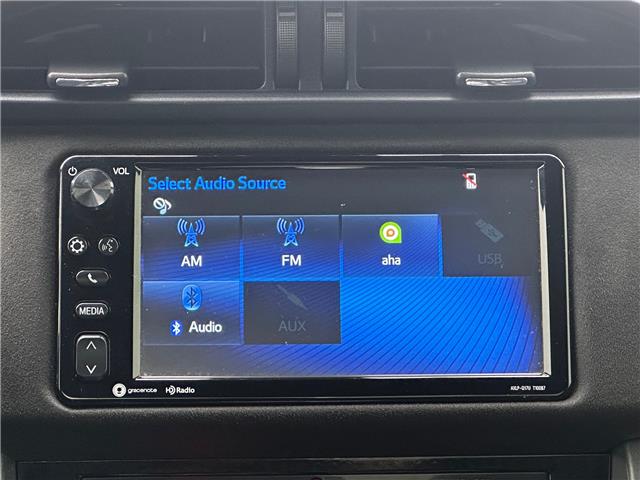 VOL
Select Audio Source
AM FM aha USB
Audio AUX
MEDIA
gracenote HD Radio